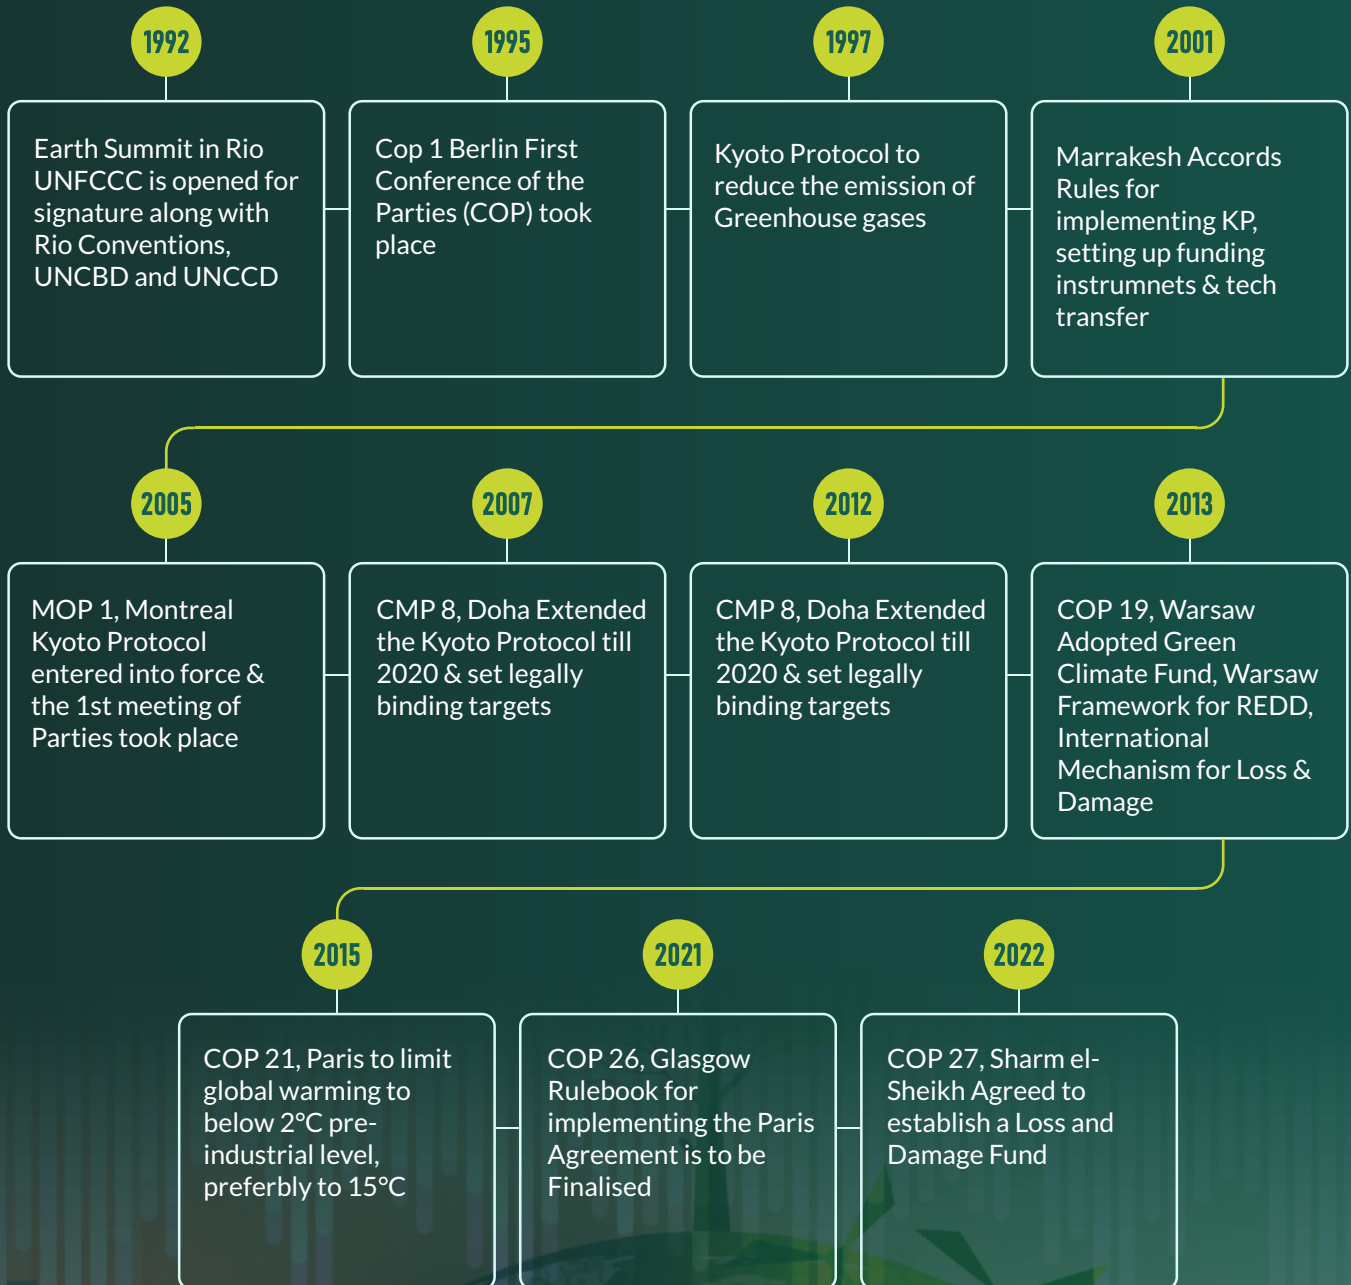 1992
Earth Summit in Rio
UNFCCC is opened for
signature along with
Rio Conventions,
UNCBD and UNCCD
1995
Cop 1 Berlin First
Conference of the
Parties (COP) took
place
1997
Kyoto Protocol to
reduce the emission of
Greenhouse gases
2001
Marrakesh Accords
Rules for
implementing KP,
setting up funding
instrumnets & tech
transfer
2005
MOP 1, Montreal
Kyoto Protocol
entered into force &
the 1st meeting of
Parties took place
2007
CMP 8, Doha Extended
the Kyoto Protocol till
2020 & set legally
binding targets
2012
CMP 8, Doha Extended
the Kyoto Protocol till
2020 & set legally
binding targets
2013
COP 19, Warsaw
Adopted Green
Climate Fund, Warsaw
Framework for REDD,
International
Mechanism for Loss &
Damage
2015
COP 21, Paris to limit
global warming to
below 2°C pre-
industrial level,
preferbly to 15°C
2021
COP 26, Glasgow
Rulebook for
implementing the Paris
Agreement is to be
Finalised
2022
COP 27, Sharm el-
Sheikh Agreed to
establish a Loss and
Damage Fund